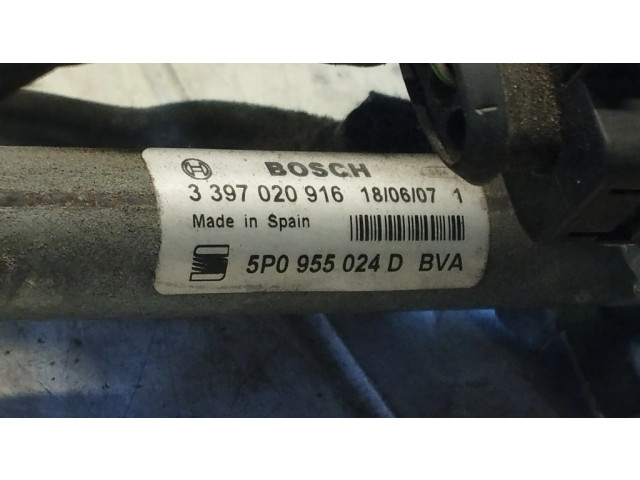 BOSCH
3 397 020 916 18/06/07 1
Made in Spain
5P0 955 024 D BVA